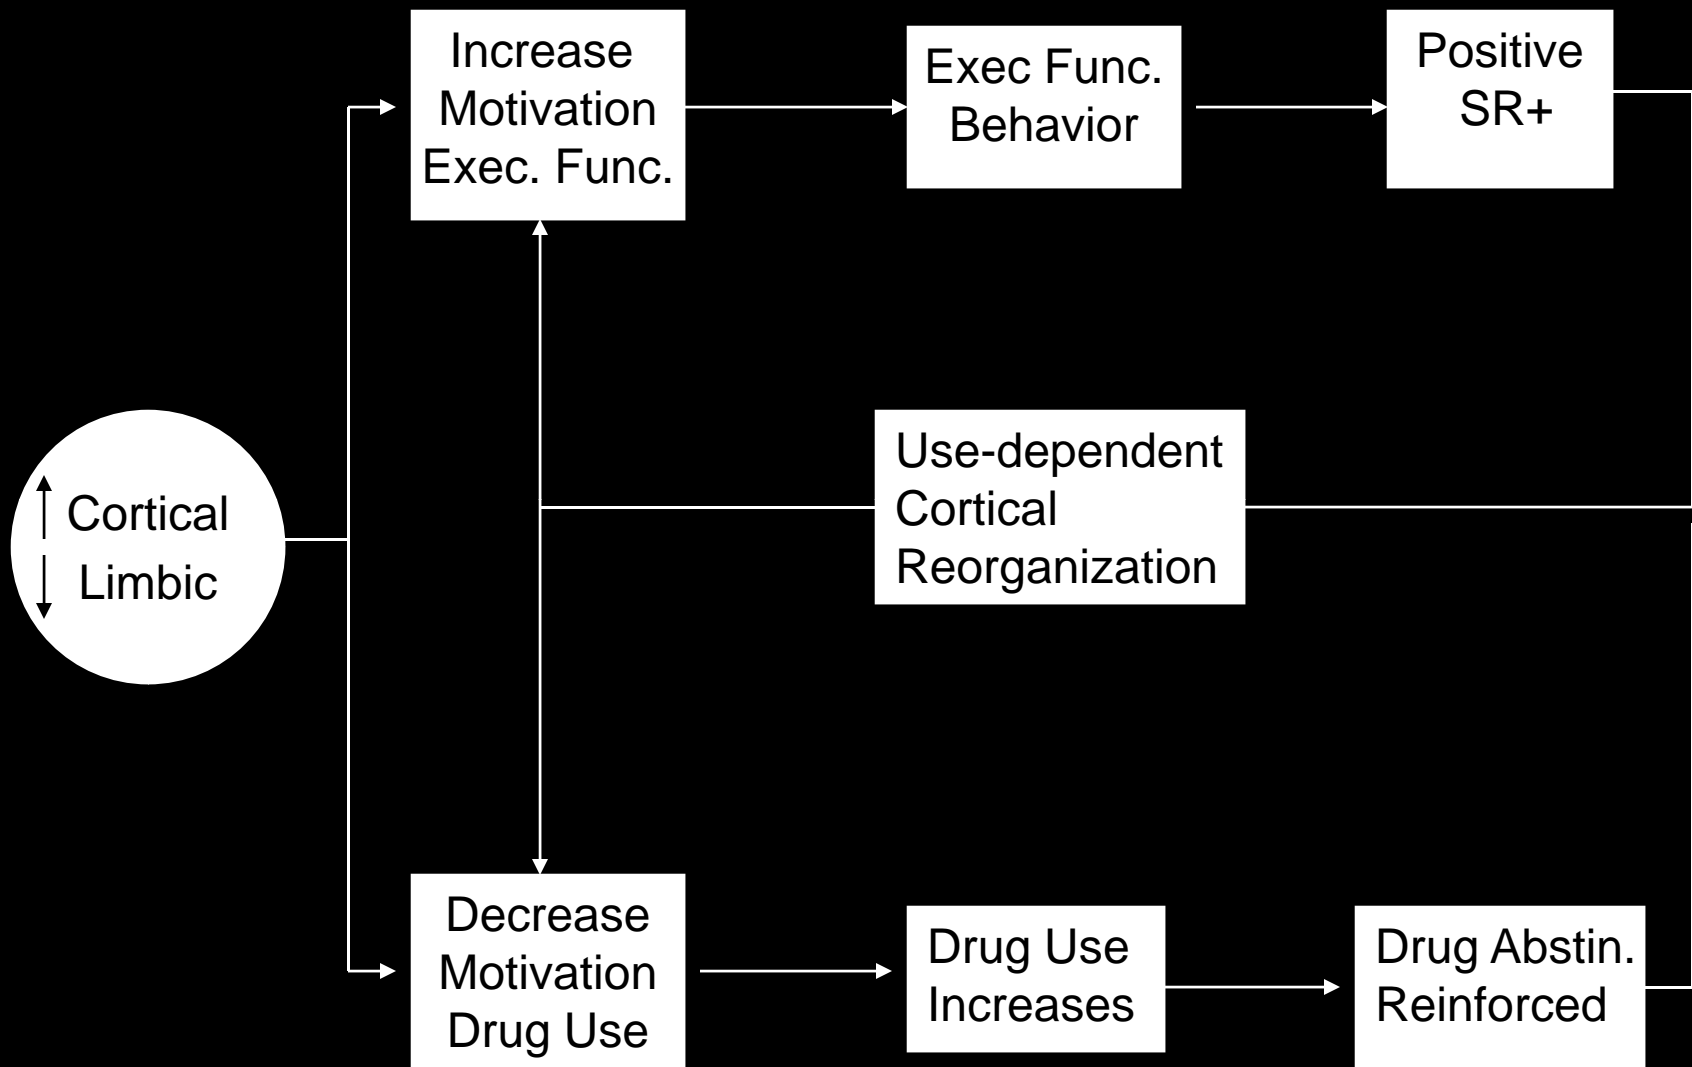 Increase
Motivation
Exec. Func.
Exec Func.
Behavior
Positive
SR+
Cortical
Limbic
Use-dependent
Cortical
Reorganization
Decrease
Motivation
Drug Use
Drug Use
Increases
Drug Abstin.
Reinforced